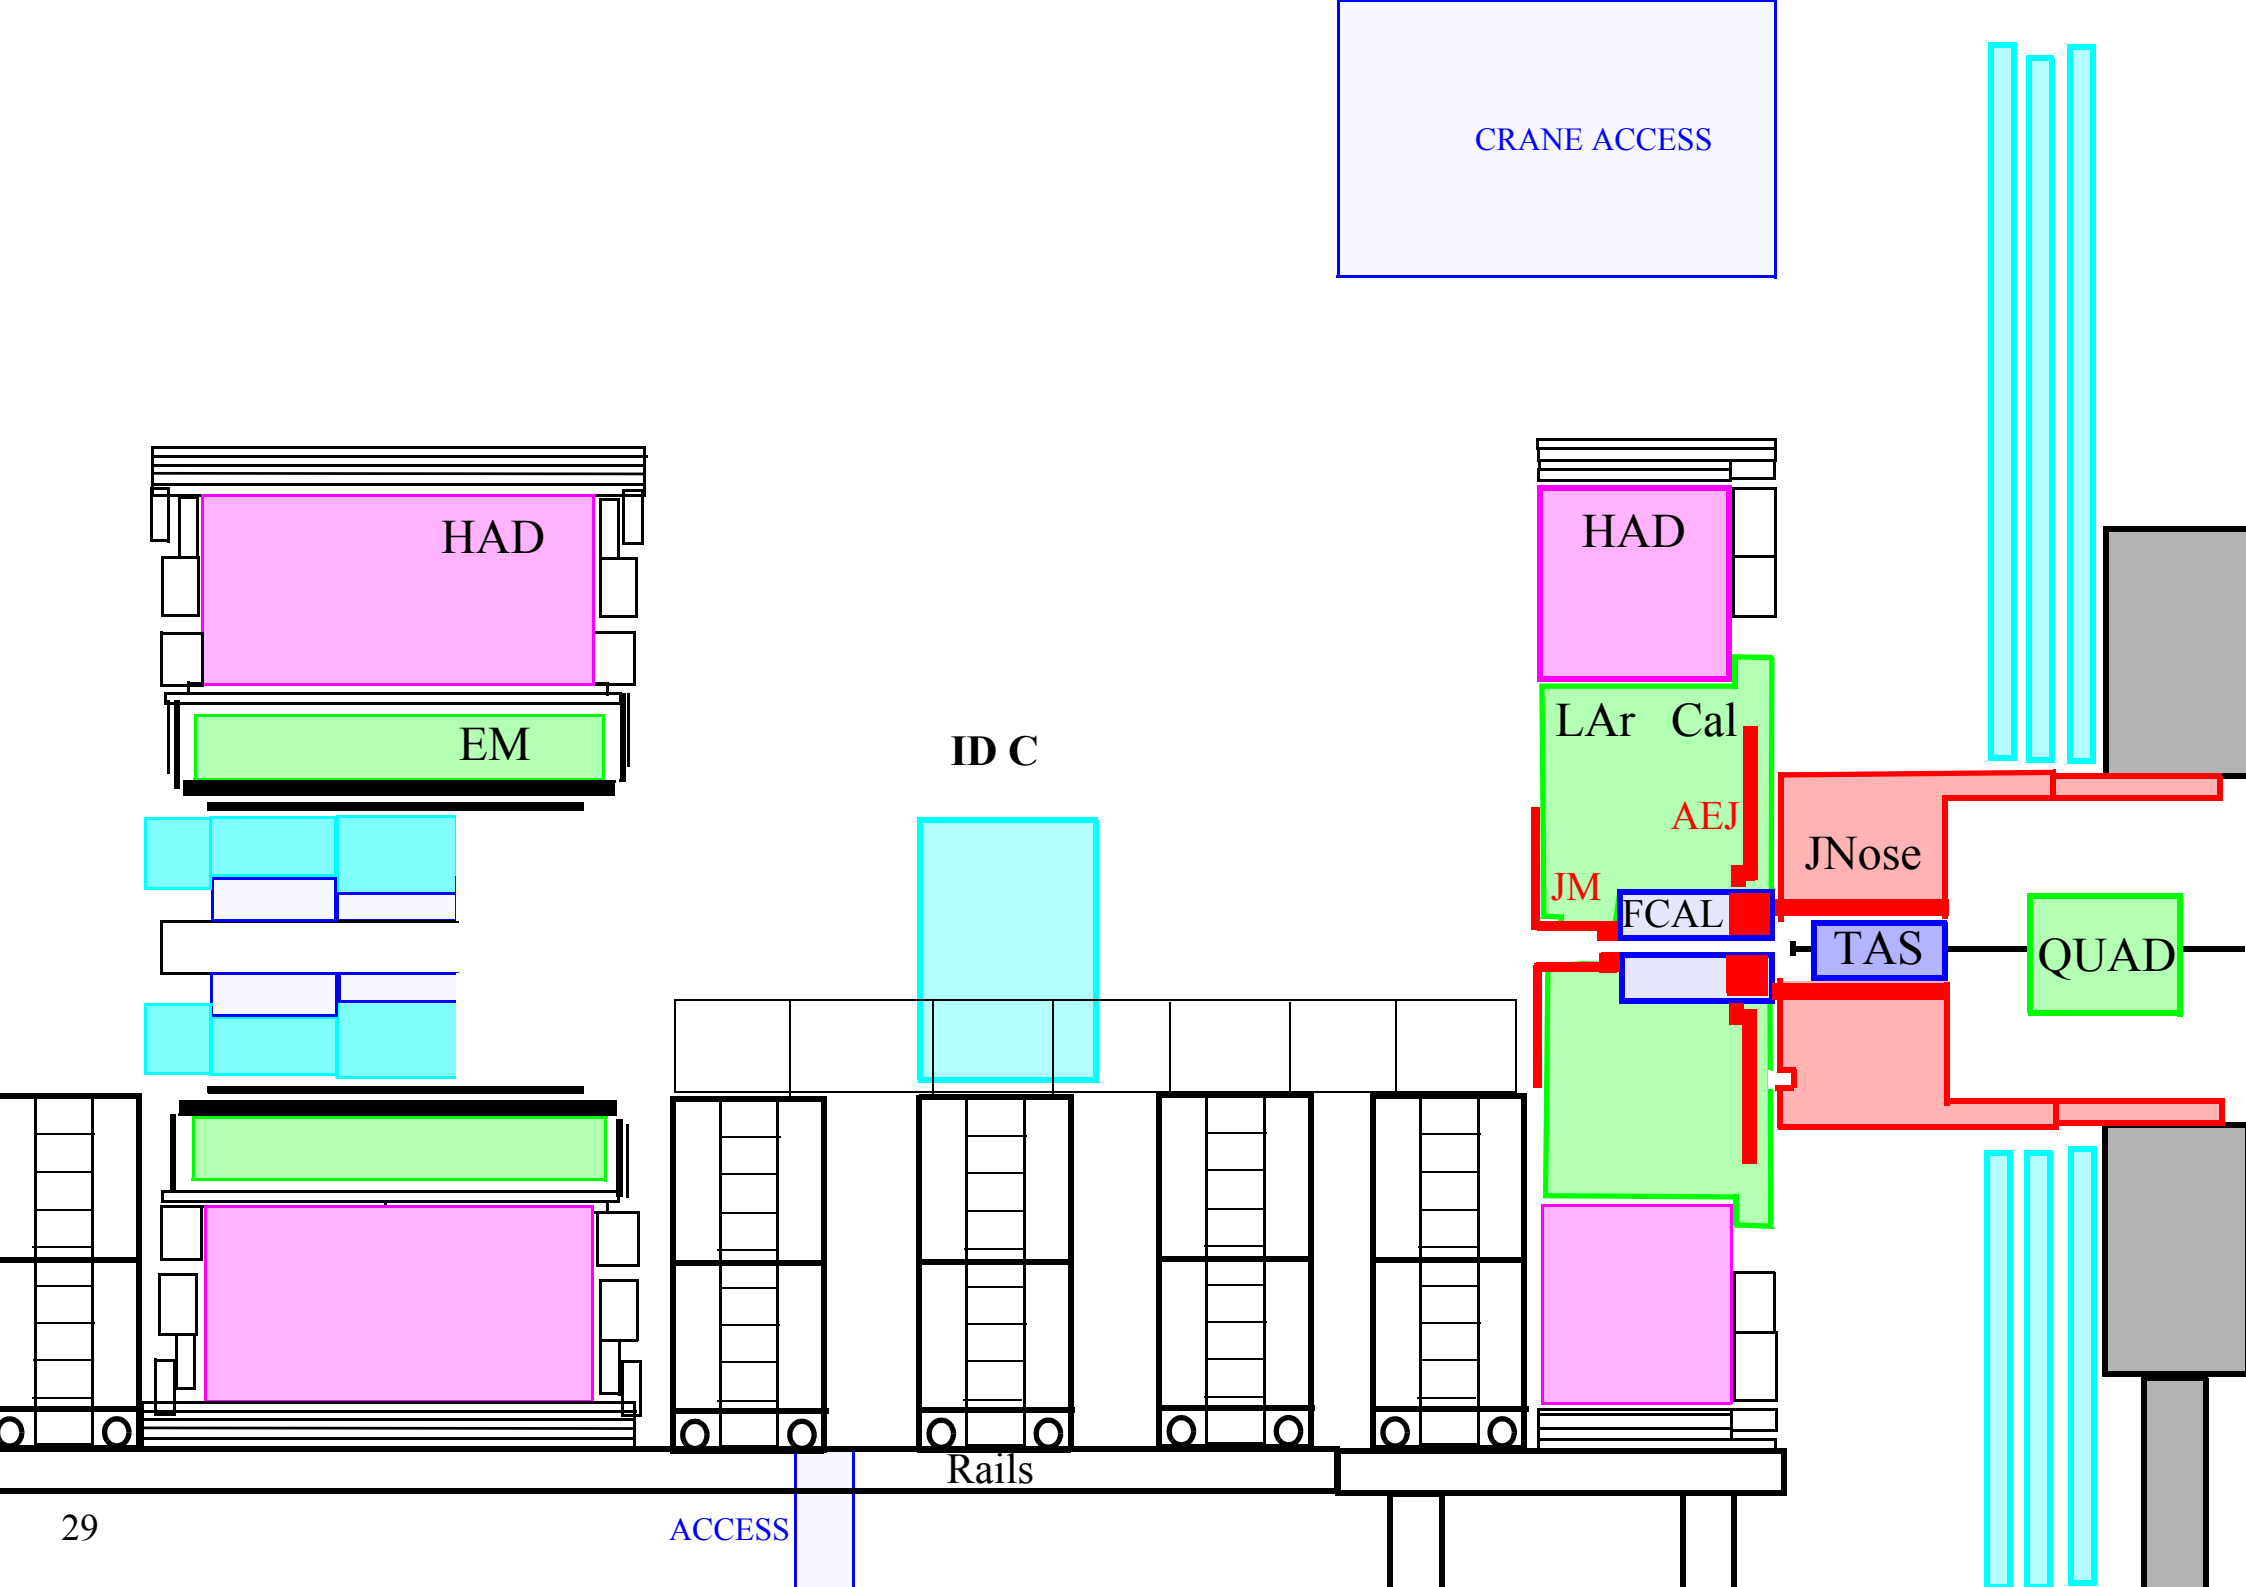 CRANE ACCESS
HAD
HAD
EM
ID C
LAr Cal
AEJ
JNose
JM
FCAL
TAS
QUAD
Rails
29
ACCESS